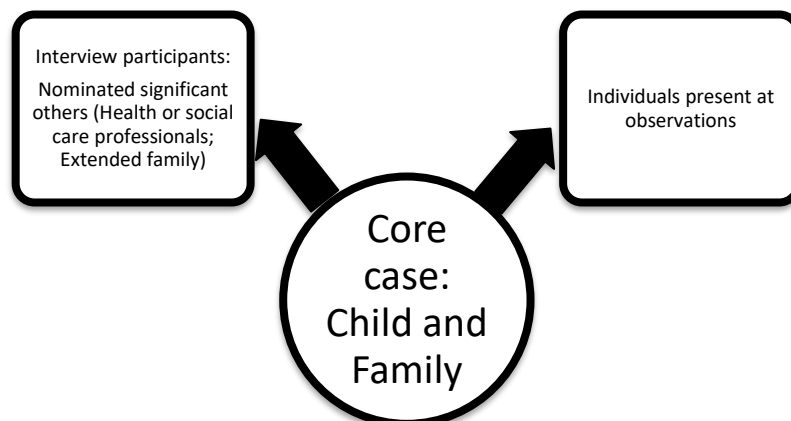 Interview participants:
Nominated significant
others (Health or social
care professionals;
Extended family)
Individuals present at
observations
Core
case:
Child and
Family